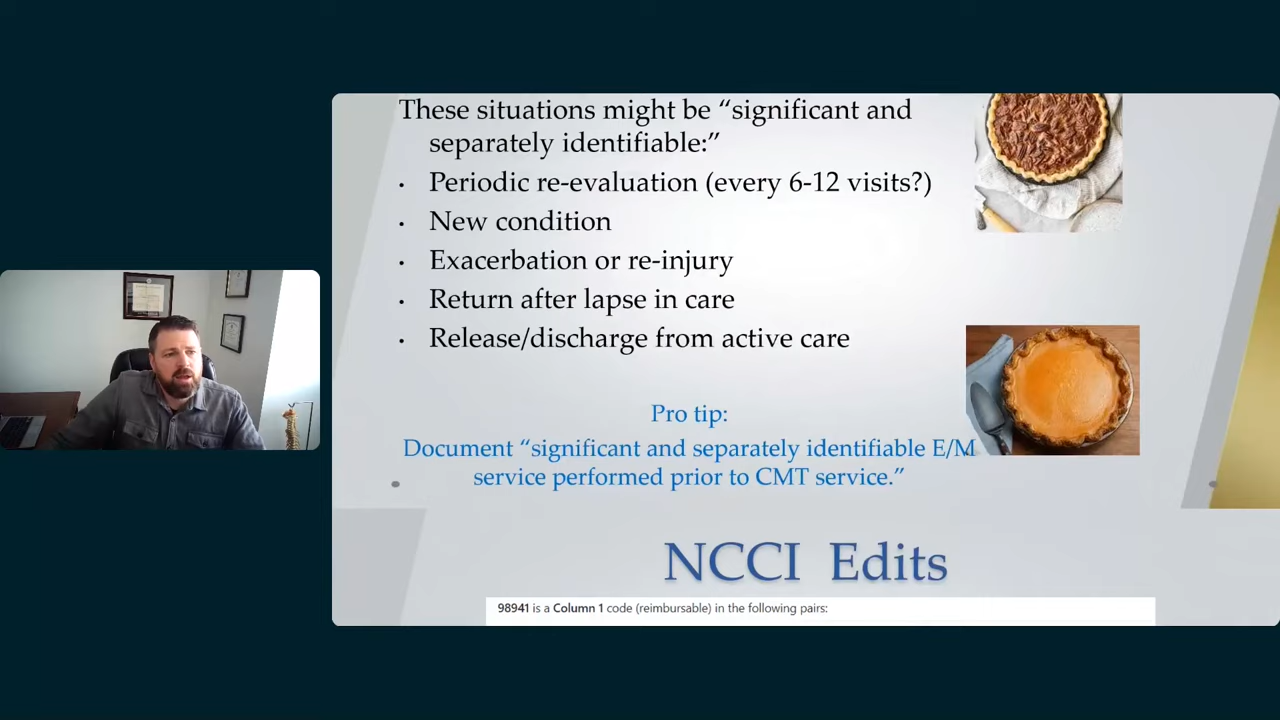 These situations might be “significant and
separately identifiable:”
• Periodic re-evaluation (every 6-12 visits?)
• New condition
• Exacerbation or re-injury
• Return after lapse in care
• Release/discharge from active care
Pro tip:
Document “significant and separately identifiable E/M
service performed prior to CMT service.”
NCCI Edits
98941 is a Column 1 code (reimbursable) in the following pairs: